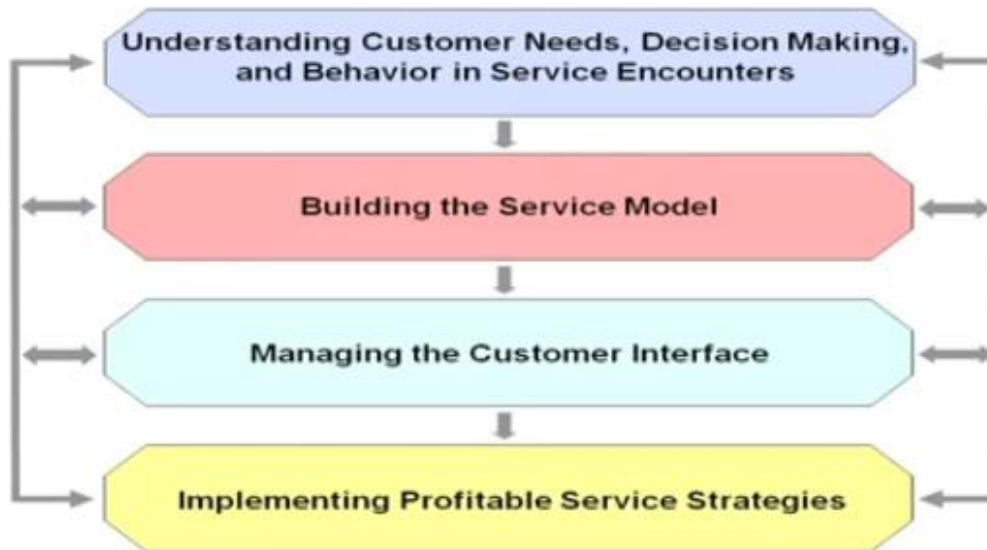 Understanding Customer Needs, Decision Making,
and Behavior in Service Encounters
Building the Service Model
Managing the Customer Interface
Implementing Profitable Service Strategies